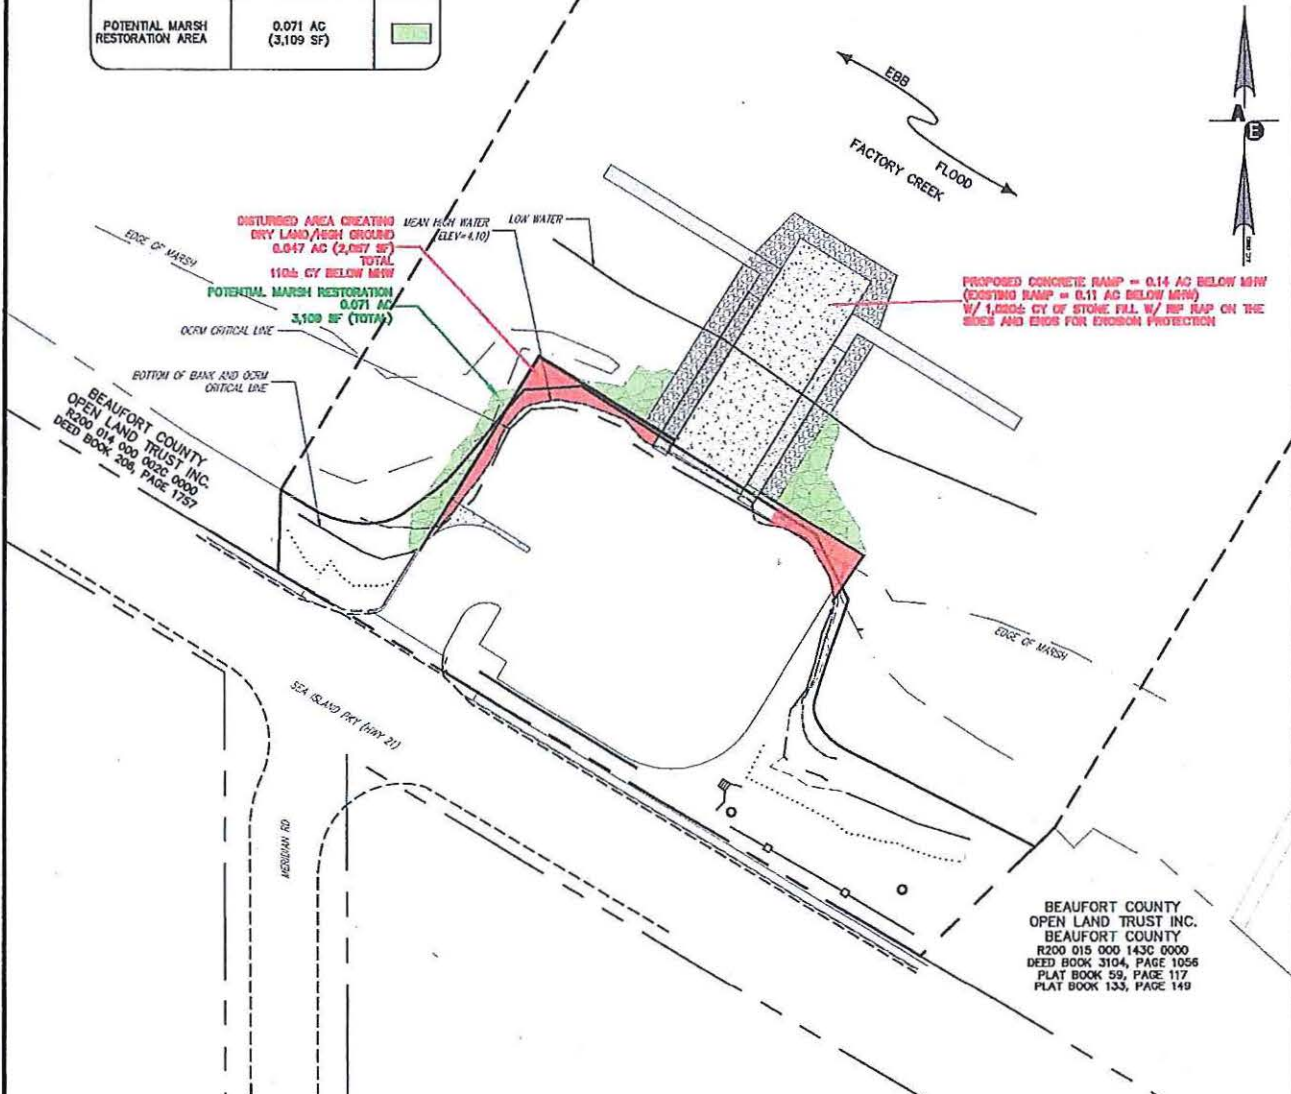 POTENTIAL MARSH
RESTORATION AREA
0.071 AC
(3,109 SF)
EBB
FLOOD
FACTORY CREEK
A
E
DISTURBED AREA CREATING
DRY LAND/HIGH GROUND
0.047 AC (2,067 SF)
TOTAL
110± CY BELOW MHW
MEAN HIGH WATER
(ELEV=4.10)
LOW WATER
EDGE OF MARSH
POTENTIAL MARSH RESTORATION
0.071 AC
3,109 SF (TOTAL)
OCRM CRITICAL LINE
BOTTOM OF BANK AND OCRM
CRITICAL LINE
PROPOSED CONCRETE RAMP = 0.14 AC BELOW MHW
(EXISTING RAMP = 0.11 AC BELOW MHW)
W/ 1,020± CY OF STONE FILL W/ RIP RAP ON THE
SIDES AND ENDS FOR EROSION PROTECTION
BEAUFORT COUNTY
OPEN LAND TRUST INC.
R200 014 000 002G 0000
DEED BOOK 206, PAGE 1757
EDGE OF MARSH
SEA ISLAND PKY (HWY 21)
MERIDIAN RD
BEAUFORT COUNTY
OPEN LAND TRUST INC.
BEAUFORT COUNTY
R200 015 000 143C 0000
DEED BOOK 3104, PAGE 1056
PLAT BOOK 59, PAGE 117
PLAT BOOK 133, PAGE 149